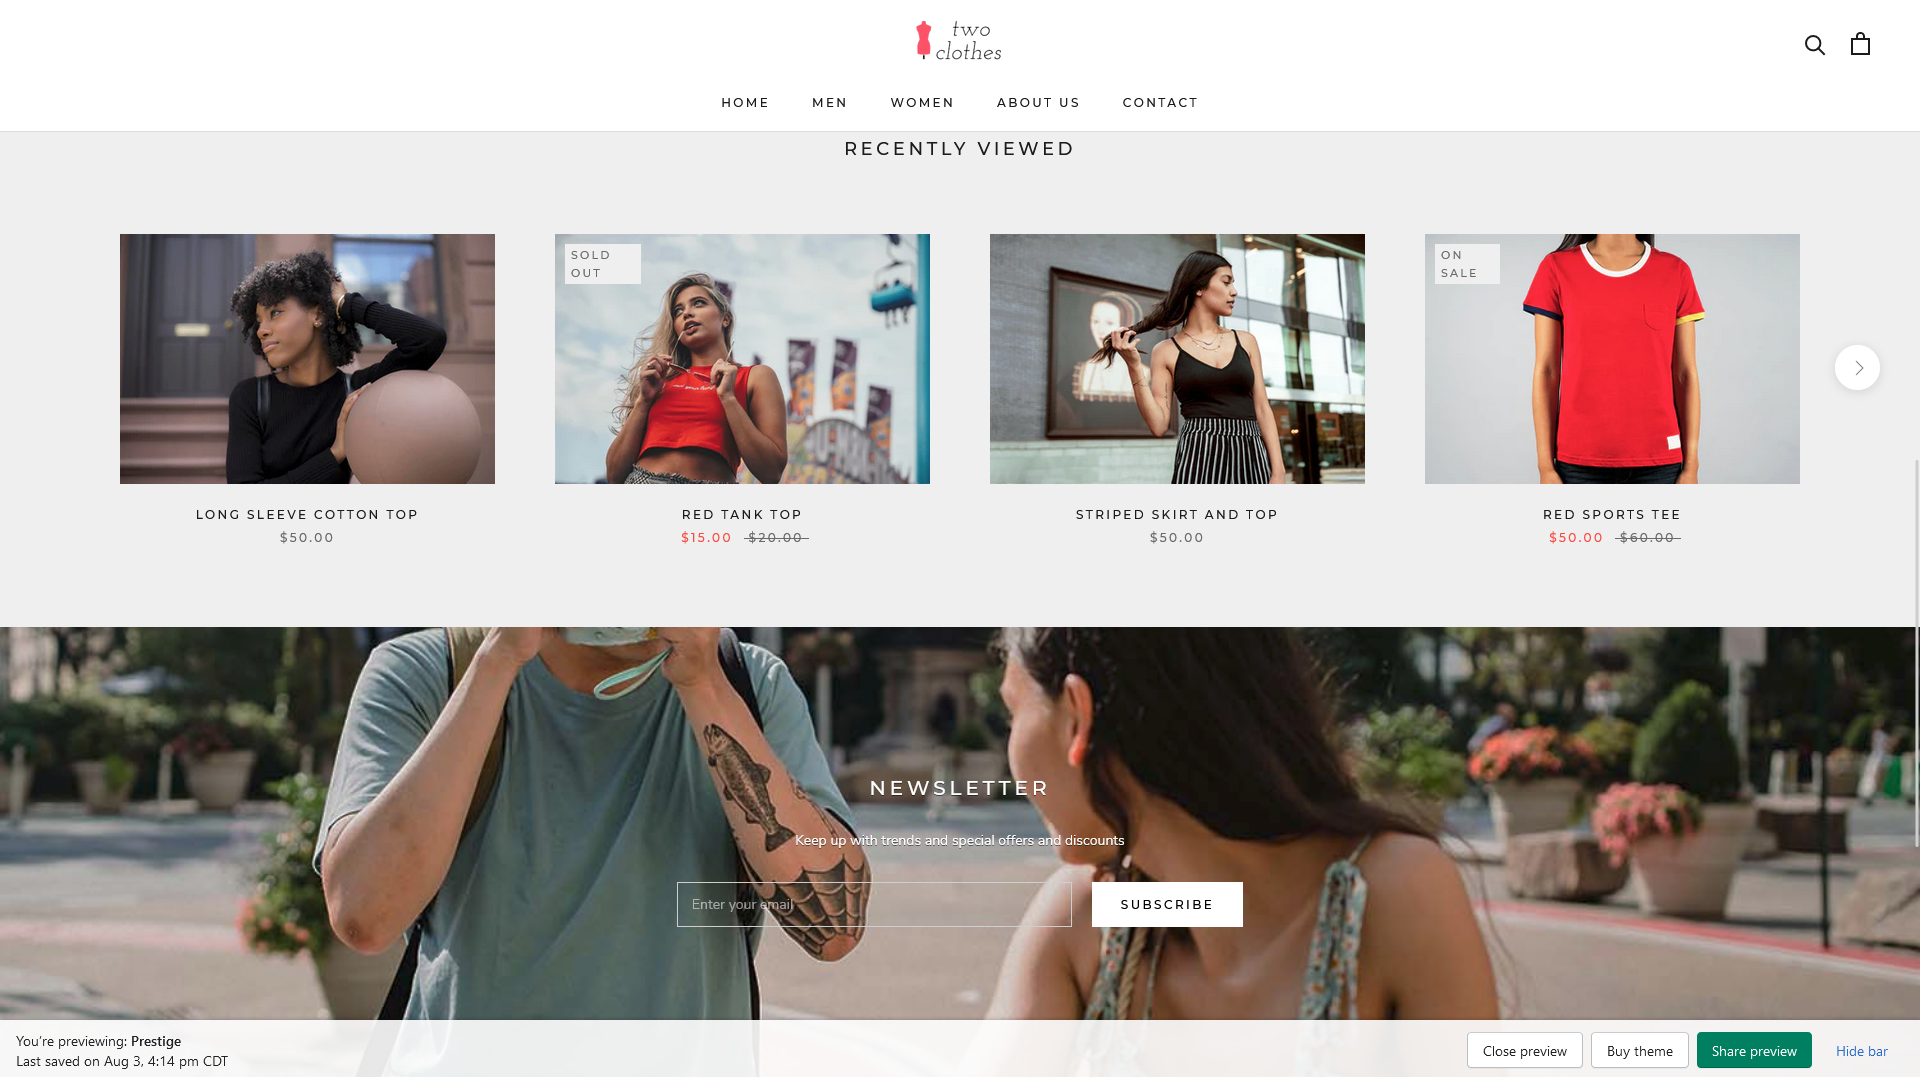 two
clothes
HOME MEN WOMEN ABOUT US CONTACT
RECENTLY VIEWED
SOLD
OUT
ON
SALE
LONG SLEEVE COTTON TOP
$50.00
RED TANK TOP
$15.00 $20.00
STRIPED SKIRT AND TOP
$50.00
RED SPORTS TEE
$50.00 $60.00
NEWSLETTER
Keep up with trends and special offers and discounts
Enter your email
SUBSCRIBE
You're previewing: Prestige
Last saved on Aug 3, 4:14 pm CDT
Close preview
Buy theme
Share preview
Hide bar